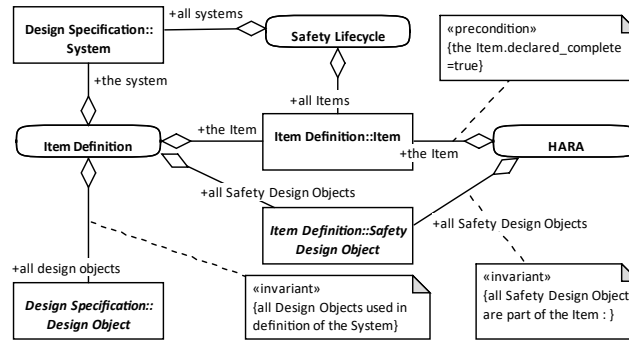 Design Specification::
System
+all systems
Safety Lifecycle
«precondition»
{the Item.declared_complete
=true}
+the system
+all Items
Item Definition
+the Item
Item Definition::Item
+the Item
HARA
+all Safety Design Objects
Item Definition::Safety
Design Object
+all Safety Design Objects
+all design objects
Design Specification::
Design Object
«invariant»
{all Design Objects used in
definition of the System}
«invariant»
{all Safety Design Object
are part of the Item : }